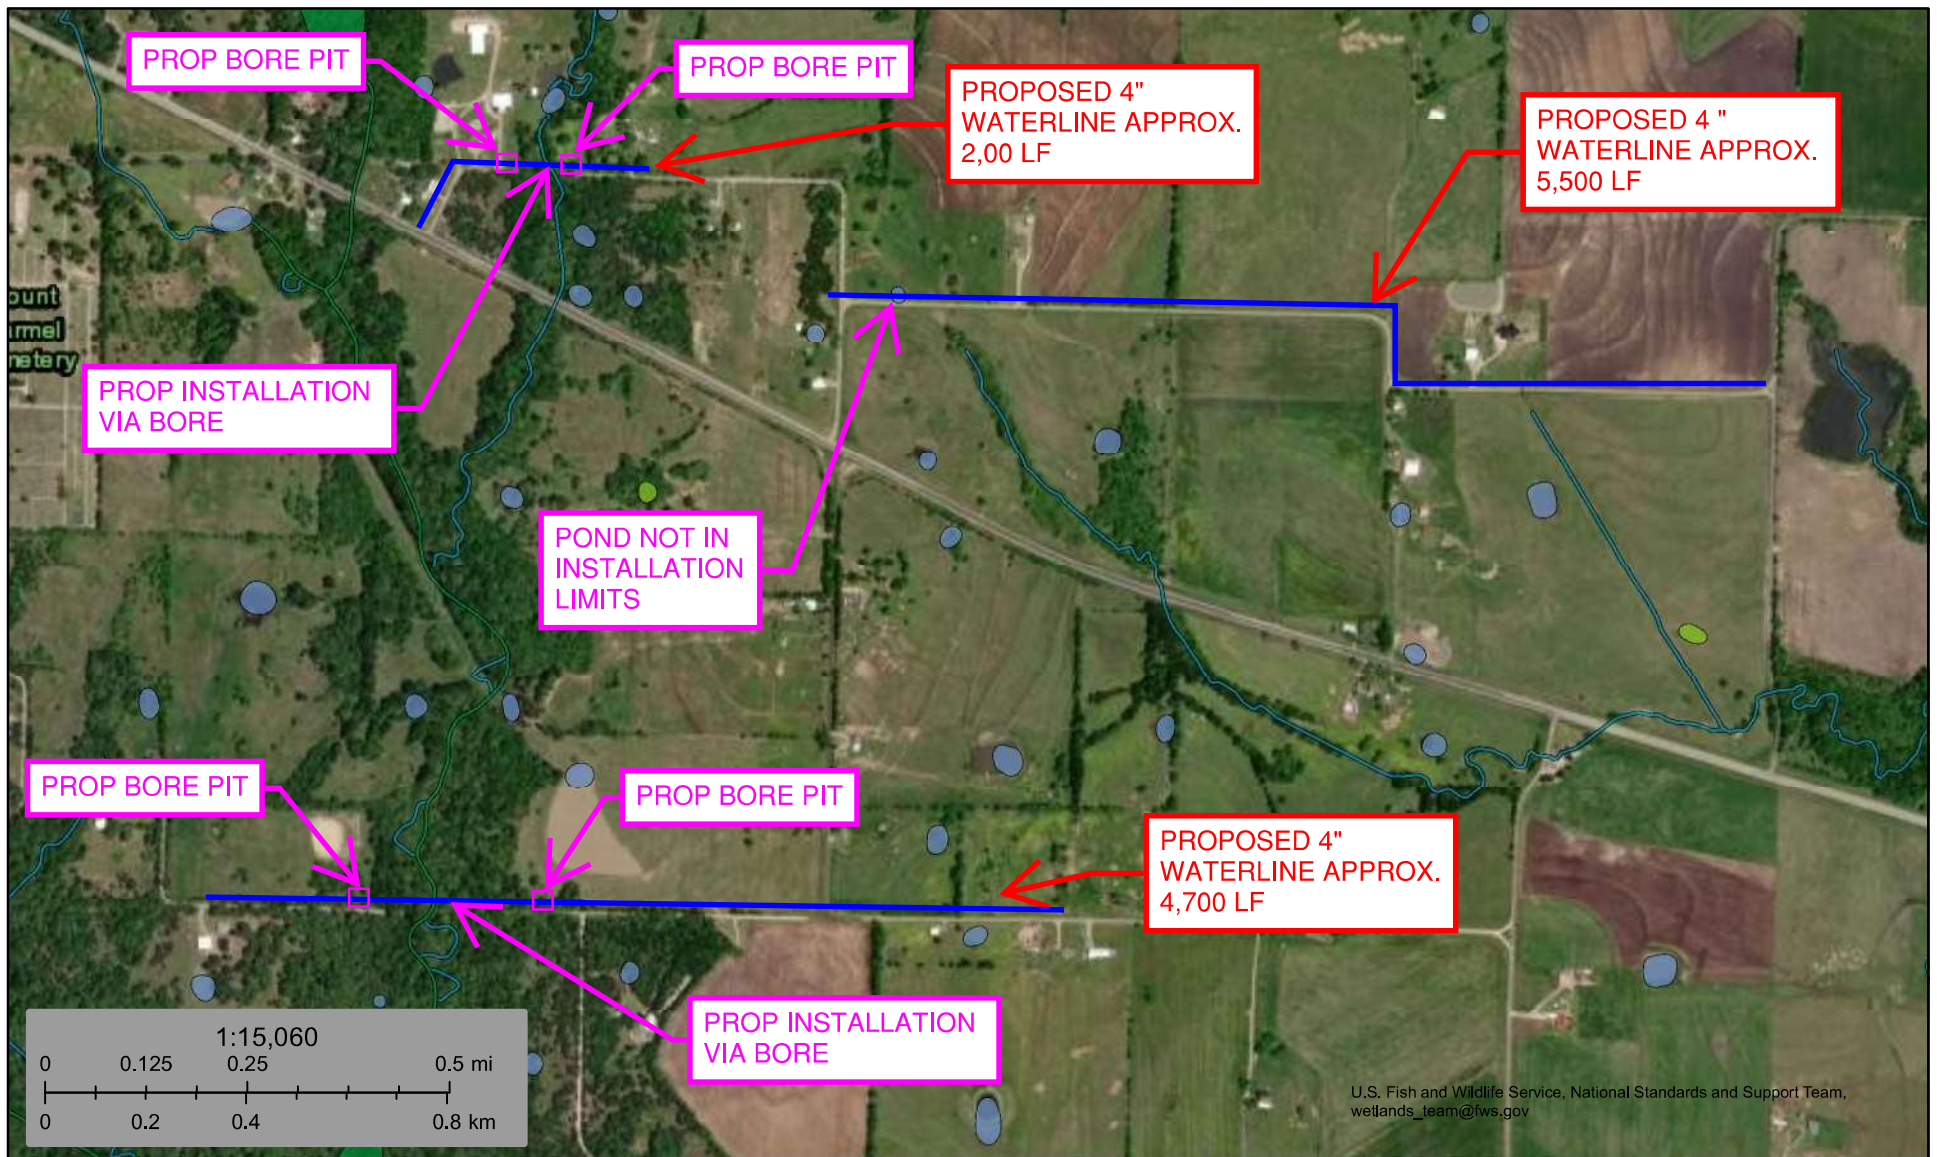 PROP BORE PIT
PROP BORE PIT
PROPOSED 4"
WATERLINE APPROX.
2,00 LF
PROPOSED 4 "
WATERLINE APPROX.
5,500 LF
ount
armel
netery
PROP INSTALLATION
VIA BORE
POND NOT IN
INSTALLATION
LIMITS
PROP BORE PIT
PROP BORE PIT
PROPOSED 4"
WATERLINE APPROX.
4,700 LF
PROP INSTALLATION
VIA BORE
1:15,060
0 0.125 0.25 0.5 mi
0 0.2 0.4 0.8 km
U.S. Fish and Wildlife Service, National Standards and Support Team,
wetlands_team@fws.gov